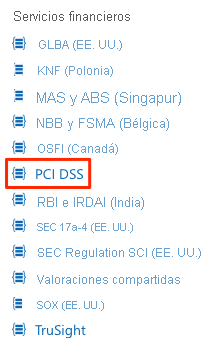 Servicios financieros
GLBA (EE. UU.)
KNF (Polonia)
MAS y ABS (Singapur)
NBB y FSMA (Bélgica)
OSFI (Canadá)
PCI DSS
RBI e IRDAI (India)
SEC 17a-4 (EE. UU.)
SEC Regulation SCI (EE. UU.)
Valoraciones compartidas
SOX (EE. UU.)
TruSight